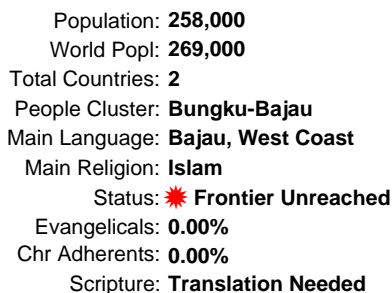 Population: 258,000
World Popl: 269,000
Total Countries: 2
People Cluster: Bungku-Bajau
Main Language: Bajau, West Coast
Main Religion: Islam
Status: Frontier Unreached
Evangelicals: 0.00%
Chr Adherents: 0.00%
Scripture: Translation Needed